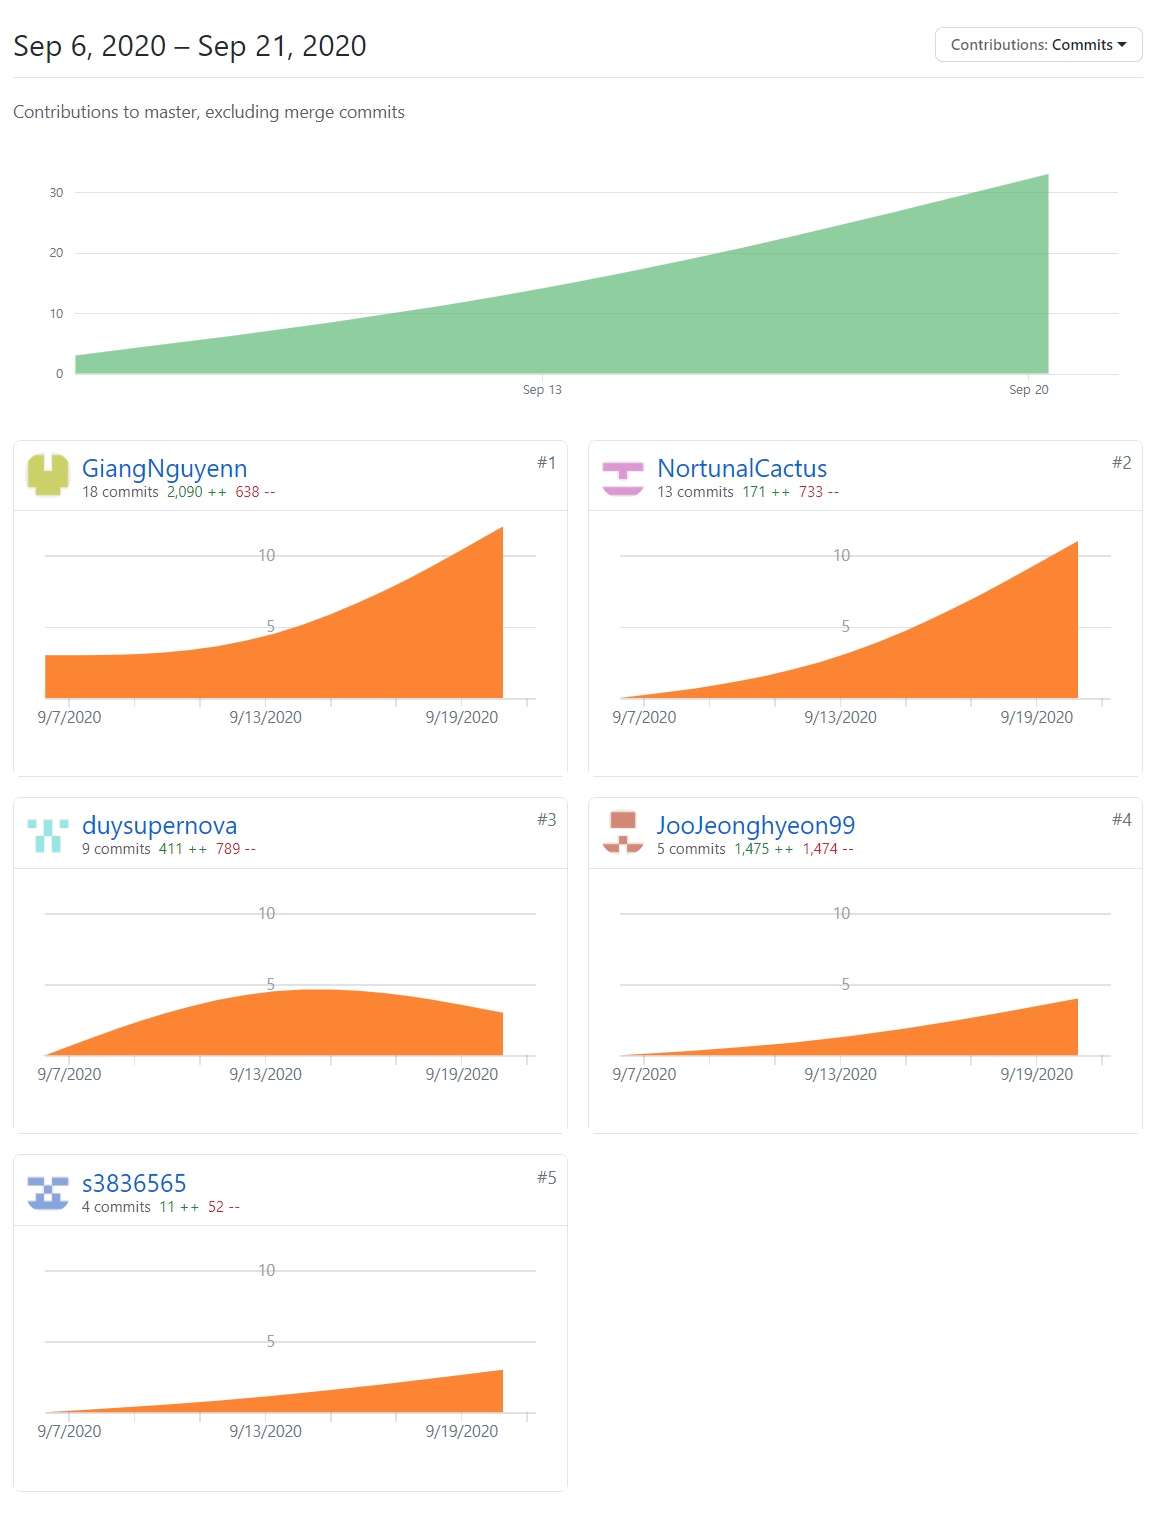 Sep 6, 2020 – Sep 21, 2020
Contributions: Commits
Contributions to master, excluding merge commits
30
20
10
0
Sep 13
Sep 20
GiangNguyenn
#1
18 commits 2,090 ++ 638 --
10
5
9/7/2020
9/13/2020
9/19/2020
NortunalCactus
#2
13 commits 171 ++ 733 --
10
5
9/7/2020
9/13/2020
9/19/2020
duysupernova
#3
9 commits 411 ++ 789 --
10
5
9/7/2020
9/13/2020
9/19/2020
JooJeonghyeon99
#4
5 commits 1,475 ++ 1,474 --
10
5
9/7/2020
9/13/2020
9/19/2020
s3836565
#5
4 commits 11 ++ 52 --
10
5
9/7/2020
9/13/2020
9/19/2020